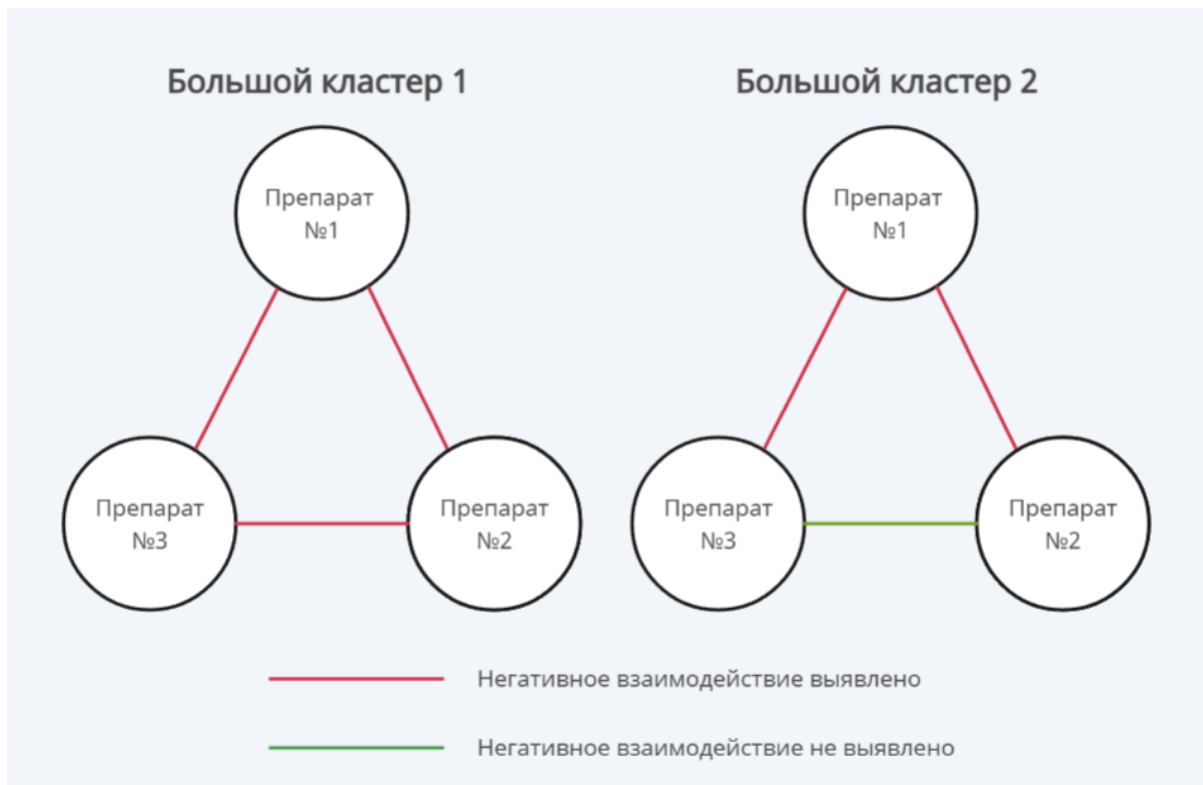 Большой кластер 1
Большой кластер 2
Препарат
№1
Препарат
№1
Препарат
№3
Препарат
№2
Препарат
№3
Препарат
№2
Негативное взаимодействие выявлено
Негативное взаимодействие не выявлено